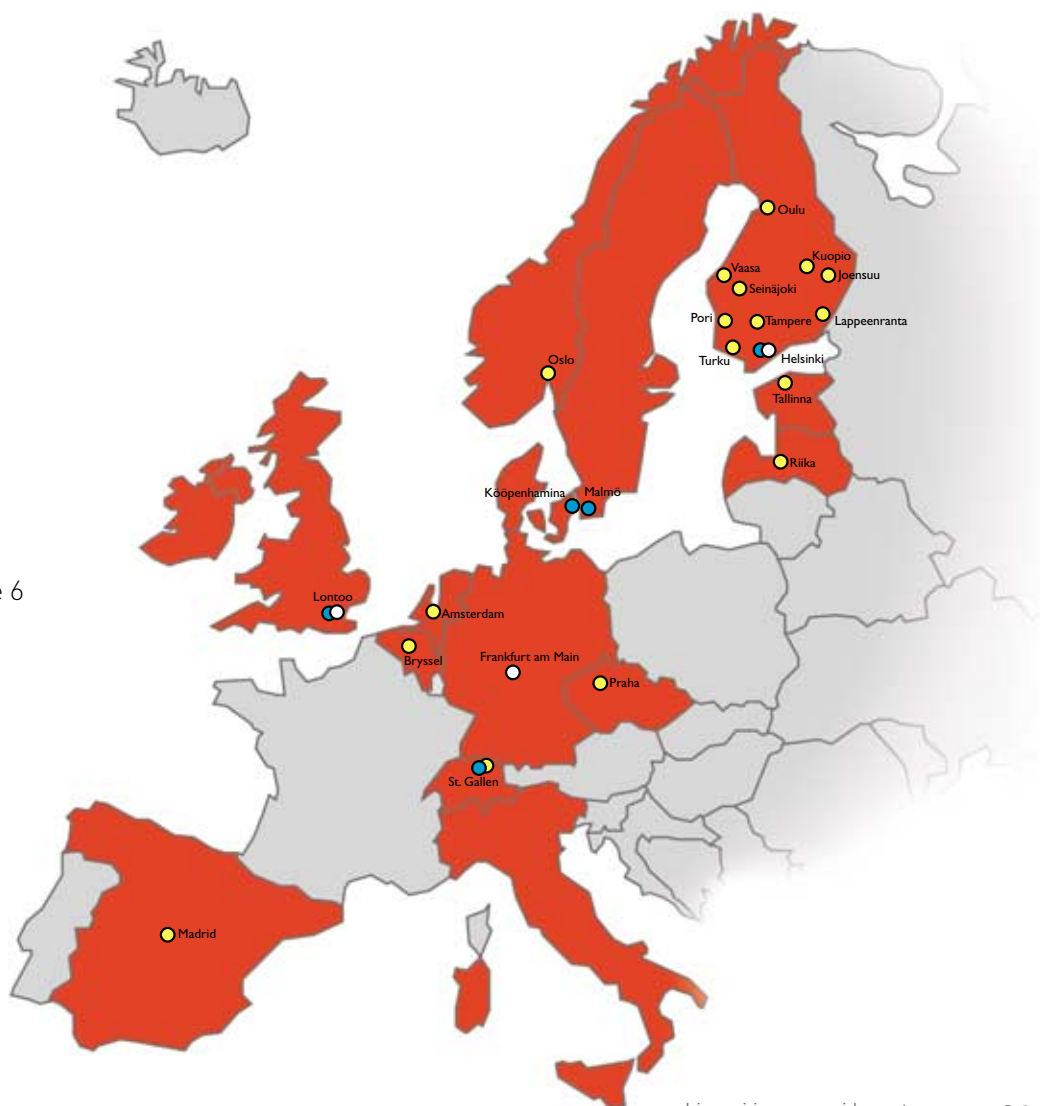 Oulu
Kuopio
Vaasa
Joensuu
Seinäjoki
Pori
Tampere
Lappeenranta
Turku
Helsinki
Oslo
Tallinna
Riika
Kööpenhamina
Malmö
6
Lontoo
Amsterdam
Bryssel
Frankfurt am Main
Praha
St. Gallen
Madrid